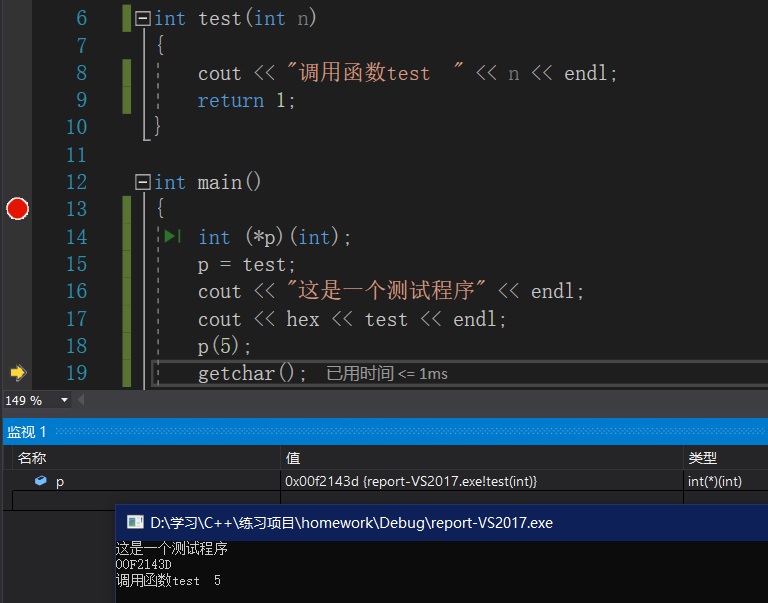 6 int test(int n)
7 {
8 cout << "调用函数test  " << n << endl;
9 return 1;
10 }
11
12 int main()
13 {
14 int (*p)(int);
15 p = test;
16 cout << "这是一个测试程序" << endl;
17 cout << hex << test << endl;
18 p(5);
19 getchar(); 已用时间 <= 1ms
149 %
监视 1
名称 值 类型
p 0x00f2143d {report-VS2017.exe!test(int)} int(*)(int)
D:\学习\C++\练习项目\homework\Debug\report-VS2017.exe
这是一个测试程序
00F2143D
调用函数test  5